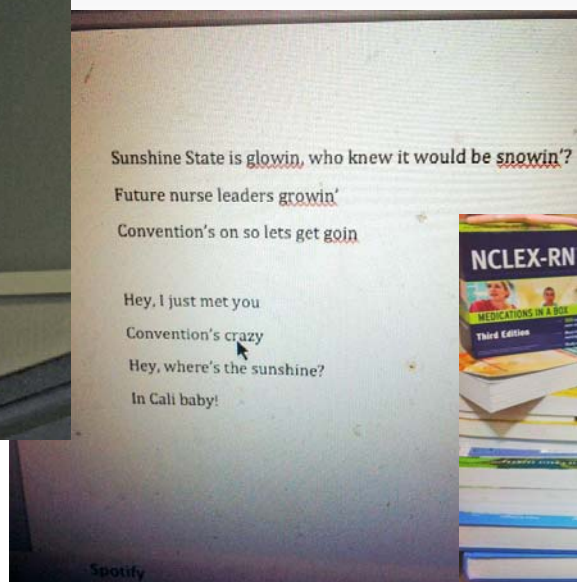 Sunshine State is glowin, who knew it would be snowin'?
Future nurse leaders growin'
Convention's on so lets get goin
Hey, I just met you
Convention's crazy
Hey, where's the sunshine?
In Cali baby!
Spotify
NCLEX-RN
MEDICATIONS IN A BOX
Third Edition